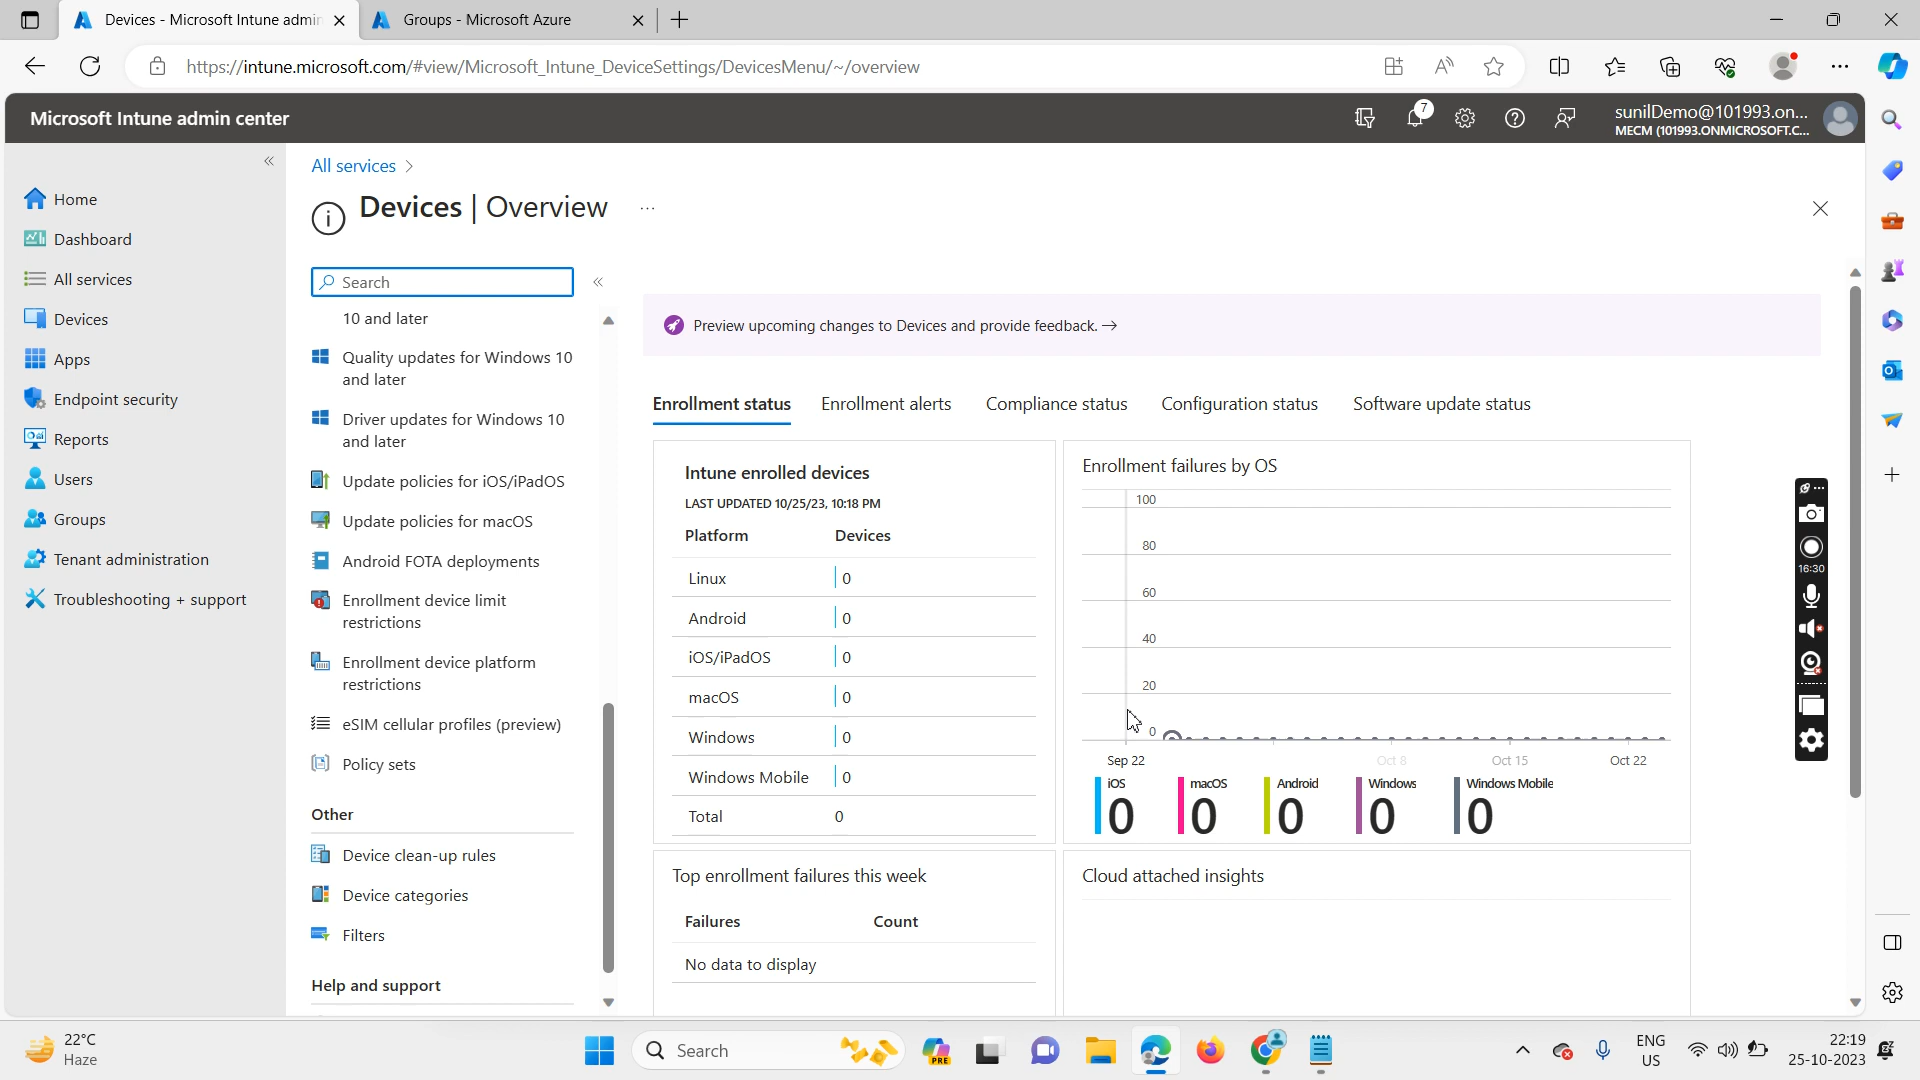 Devices - Microsoft Intune admin
Groups - Microsoft Azure
https://intune.microsoft.com/#view/Microsoft_Intune_DeviceSettings/DevicesMenu/~/overview
Microsoft Intune admin center
7
sunilDemo@101993.on...
MECM (101993.ONMICROSOFT.C...
Home
Dashboard
All services
Devices
Apps
Endpoint security
Reports
Users
Groups
Tenant administration
Troubleshooting + support
All services >
Devices | Overview
...
Search
10 and later
Quality updates for Windows 10
and later
Driver updates for Windows 10
and later
Update policies for iOS/iPadOS
Update policies for macOS
Android FOTA deployments
Enrollment device limit
restrictions
Enrollment device platform
restrictions
eSIM cellular profiles (preview)
Policy sets
Other
Device clean-up rules
Device categories
Filters
Help and support
Preview upcoming changes to Devices and provide feedback. →
Enrollment status
Enrollment alerts
Compliance status
Configuration status
Software update status
Intune enrolled devices
LAST UPDATED 10/25/23, 10:18 PM
Platform Devices
Linux 0
Android 0
iOS/iPadOS 0
macOS 0
Windows 0
Windows Mobile 0
Total 0
Enrollment failures by OS
100
80
60
40
20
0
Sep 22 Oct 8 Oct 15 Oct 22
iOS macOS Android Windows Windows Mobile
0 0 0 0 0
Top enrollment failures this week
Failures Count
No data to display
Cloud attached insights
16:30
22°C
Haze
Search
PRE
ENG
US
22:19
25-10-2023